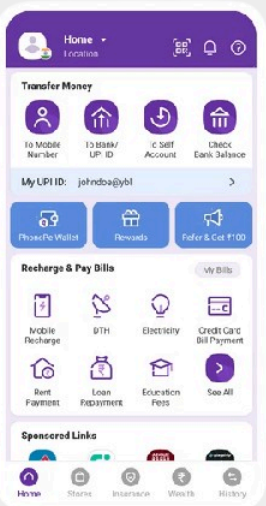 Home
Location
Transfer Money
To Mobile Number
To Bank/ UPI ID
To Self Account
Check Bank Balance
My UPI ID: johndoe@ybl
PhonePe Wallet
Rewards
Refer & Get ₹100
Recharge & Pay Bills
My Bills
Mobile Recharge
DTH
Electricity
Credit Card Bill Payment
Rent Payment
Loan Repayment
Education Fees
See All
Sponsored Links
Home
Stores
Insurance
Wealth
History